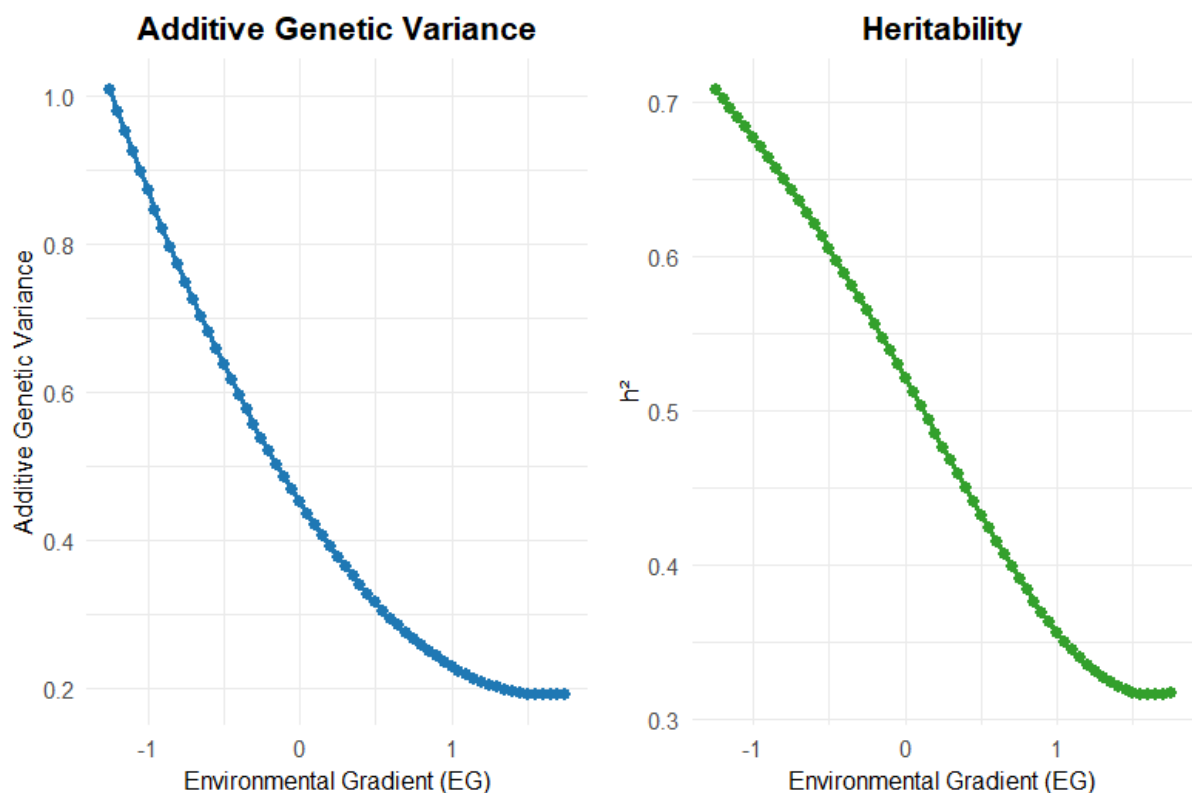 Additive Genetic Variance
Additive Genetic Variance
1.0
0.8
0.6
0.4
0.2
-1
0
1
Environmental Gradient (EG)
Heritability
h²
0.7
0.6
0.5
0.4
0.3
-1
0
1
Environmental Gradient (EG)